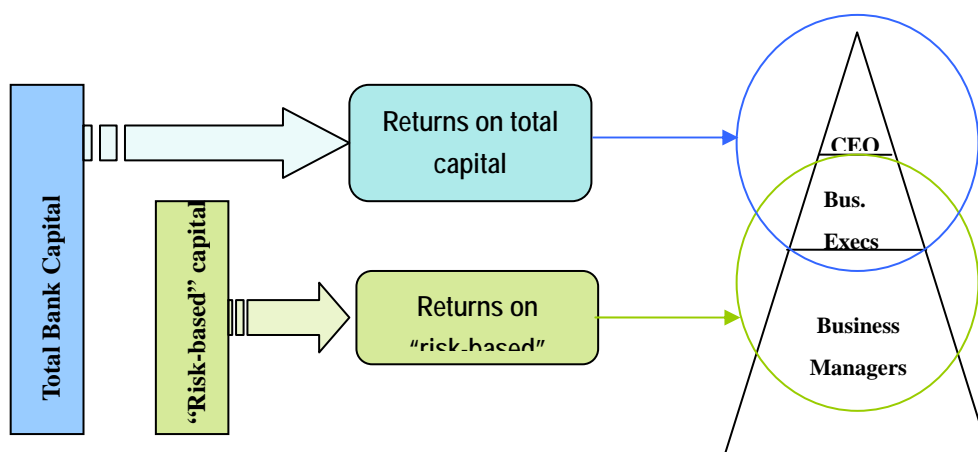 Total Bank Capital
"Risk-based" capital
Returns on total
capital
Returns on
"risk-based"
CEO
Bus.
Execs
Business
Managers